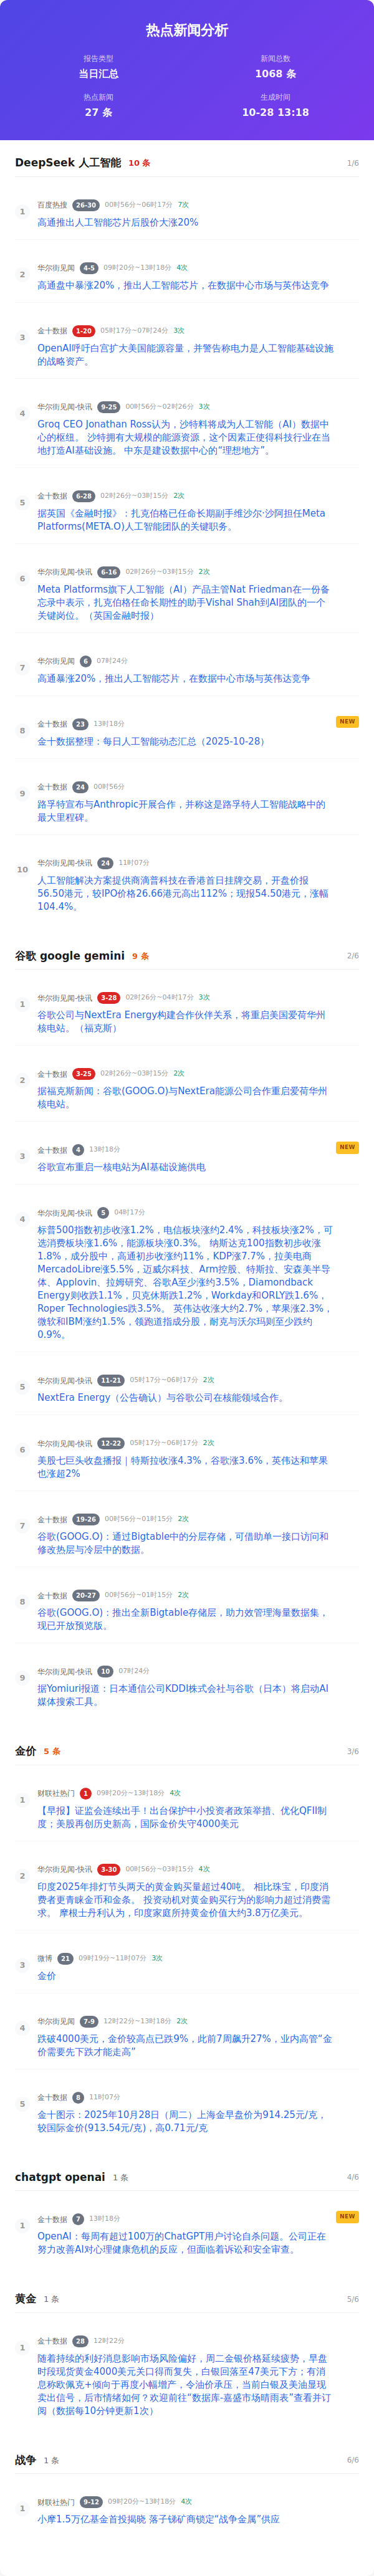 热点新闻分析
报告类型
当日汇总
新闻总数
1068 条
热点新闻
27 条
生成时间
10-28 13:18
DeepSeek 人工智能 10 条 1/6
1
百度热搜 26-30 00时56分~06时17分 7次
高通推出人工智能芯片后股价大涨20%
2
华尔街见闻 4-5 09时20分~13时18分 4次
高通盘中暴涨20%，推出人工智能芯片，在数据中心市场与英伟达竞争
3
金十数据 1-20 05时17分~07时24分 3次
OpenAI呼吁白宫扩大美国能源容量，并警告称电力是人工智能基础设施
的战略资产。
4
华尔街见闻-快讯 9-25 00时56分~02时26分 3次
Groq CEO Jonathan Ross认为，沙特料将成为人工智能（AI）数据中
心的枢纽。 沙特拥有大规模的能源资源，这个因素正使得科技行业在当
地打造AI基础设施。 中东是建设数据中心的“理想地方”。
5
金十数据 6-28 02时26分~03时15分 2次
据英国《金融时报》：扎克伯格已任命长期副手维沙尔·沙阿担任Meta
Platforms(META.O)人工智能团队的关键职务。
6
华尔街见闻-快讯 6-16 02时26分~03时15分 2次
Meta Platforms旗下人工智能（AI）产品主管Nat Friedman在一份备
忘录中表示，扎克伯格任命长期性的助手Vishal Shah到AI团队的一个
关键岗位。（英国金融时报）
7
华尔街见闻 6 07时24分
高通暴涨20%，推出人工智能芯片，在数据中心市场与英伟达竞争
8
金十数据 23 13时18分 NEW
金十数据整理：每日人工智能动态汇总（2025-10-28）
9
金十数据 24 00时56分
路孚特宣布与Anthropic开展合作，并称这是路孚特人工智能战略中的
最大里程碑。
10
华尔街见闻-快讯 24 11时07分
人工智能解决方案提供商滴普科技在香港首日挂牌交易，开盘价报
56.50港元，较IPO价格26.66港元高出112%；现报54.50港元，涨幅
104.4%。
谷歌 google gemini 9 条 2/6
1
华尔街见闻-快讯 3-28 02时26分~04时17分 3次
谷歌公司与NextEra Energy构建合作伙伴关系，将重启美国爱荷华州
核电站。（福克斯）
2
金十数据 3-25 02时26分~03时15分 2次
据福克斯新闻：谷歌(GOOG.O)与NextEra能源公司合作重启爱荷华州
核电站。
3
金十数据 4 13时18分 NEW
谷歌宣布重启一核电站为AI基础设施供电
4
华尔街见闻-快讯 5 04时17分
标普500指数初步收涨1.2%，电信板块涨约2.4%，科技板块涨2%，可
选消费板块涨1.6%，能源板块涨0.3%。 纳斯达克100指数初步收涨
1.8%，成分股中，高通初步收涨约11%，KDP涨7.7%，拉美电商
MercadoLibre涨5.5%，迈威尔科技、Arm控股、特斯拉、安森美半导
体、Applovin、拉姆研究、谷歌A至少涨约3.5%，Diamondback
Energy则收跌1.1%，贝克休斯跌1.2%，Workday和ORLY跌1.6%，
Roper Technologies跌3.5%。 英伟达收涨大约2.7%，苹果涨2.3%，
微软和IBM涨约1.5%，领跑道指成分股，耐克与沃尔玛则至少跌约
0.9%。
5
华尔街见闻-快讯 11-21 05时17分~06时17分 2次
NextEra Energy（公告确认）与谷歌公司在核能领域合作。
6
华尔街见闻-快讯 12-22 05时17分~06时17分 2次
美股七巨头收盘播报｜特斯拉收涨4.3%，谷歌涨3.6%，英伟达和苹果
也涨超2%
7
金十数据 19-26 00时56分~01时15分 2次
谷歌(GOOG.O)：通过Bigtable中的分层存储，可借助单一接口访问和
修改热层与冷层中的数据。
8
金十数据 20-27 00时56分~01时15分 2次
谷歌(GOOG.O)：推出全新Bigtable存储层，助力效管理海量数据集，
现已开放预览版。
9
华尔街见闻-快讯 10 07时24分
据Yomiuri报道：日本通信公司KDDI株式会社与谷歌（日本）将启动AI
媒体搜索工具。
金价 5 条 3/6
1
财联社热门 1 09时20分~13时18分 4次
【早报】证监会连续出手！出台保护中小投资者政策举措、优化QFII制
度；美股再创历史新高，国际金价失守4000美元
2
华尔街见闻-快讯 3-30 00时56分~03时15分 4次
印度2025年排灯节头两天的黄金购买量超过40吨。 相比珠宝，印度消
费者更青睐金币和金条。 投资动机对黄金购买行为的影响力超过消费需
求。 摩根士丹利认为，印度家庭所持黄金价值大约3.8万亿美元。
3
微博 21 09时19分~11时07分 3次
金价
4
华尔街见闻 7-9 12时22分~13时18分 2次
跌破4000美元，金价较高点已跌9%，此前7周飙升27%，业内高管“金
价需要先下跌才能走高”
5
金十数据 8 11时07分
金十图示：2025年10月28日（周二）上海金早盘价为914.25元/克，
较国际金价(913.54元/克)，高0.71元/克
chatgpt openai 1 条 4/6
1
金十数据 7 13时18分 NEW
OpenAI：每周有超过100万的ChatGPT用户讨论自杀问题。公司正在
努力改善AI对心理健康危机的反应，但面临着诉讼和安全审查。
黄金 1 条 5/6
1
金十数据 28 12时22分
随着持续的利好消息影响市场风险偏好，周二金银价格延续疲势，早盘
时段现货黄金4000美元关口得而复失，白银回落至47美元下方；有消
息称欧佩克+倾向于再度小幅增产，令油价承压，当前白银及美油显现
卖出信号，后市情绪如何？欢迎前往“数据库-嘉盛市场晴雨表”查看并订
阅（数据每10分钟更新1次）
战争 1 条 6/6
1
财联社热门 9-12 09时20分~13时18分 4次
小摩1.5万亿基金首投揭晓 落子锑矿商锁定“战争金属”供应